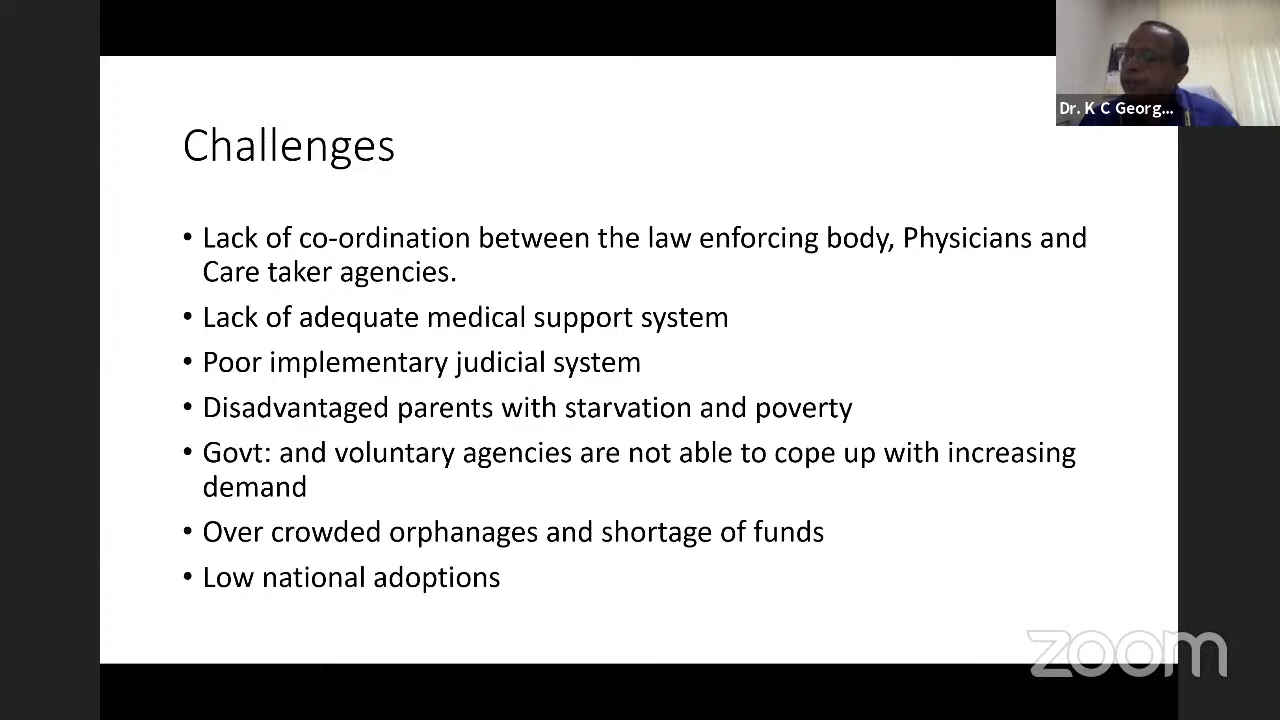 Dr. K C Georg...
Challenges
• Lack of co-ordination between the law enforcing body, Physicians and
Care taker agencies.
• Lack of adequate medical support system
• Poor implementary judicial system
• Disadvantaged parents with starvation and poverty
• Govt: and voluntary agencies are not able to cope up with increasing
demand
• Over crowded orphanages and shortage of funds
• Low national adoptions
zoom